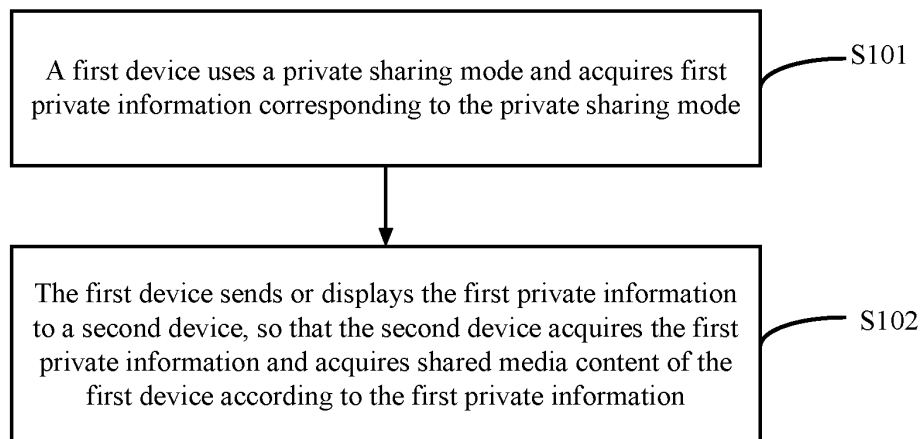 A first device uses a private sharing mode and acquires first
private information corresponding to the private sharing mode
S101
The first device sends or displays the first private information
to a second device, so that the second device acquires the first
private information and acquires shared media content of the
first device according to the first private information
S102